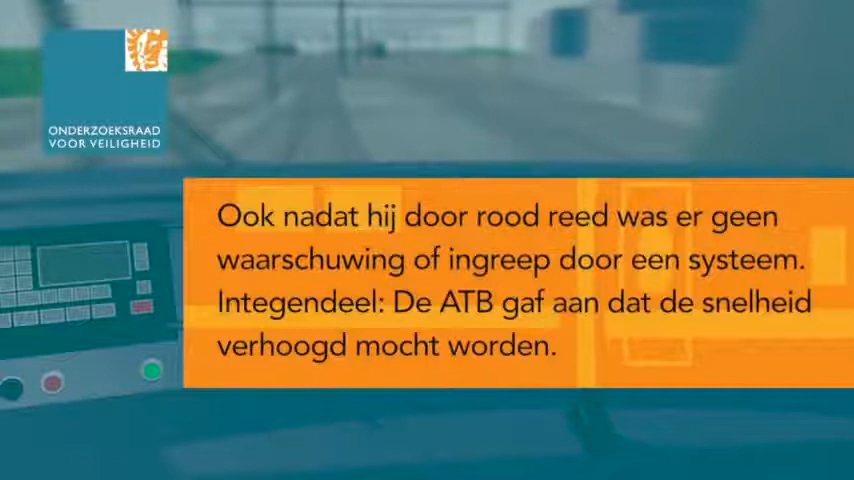 ONDERZOEKSRAAD
VOOR VEILIGHEID
Ook nadat hij door rood reed was er geen
waarschuwing of ingreep door een systeem.
Integendeel: De ATB gaf aan dat de snelheid
verhoogd mocht worden.